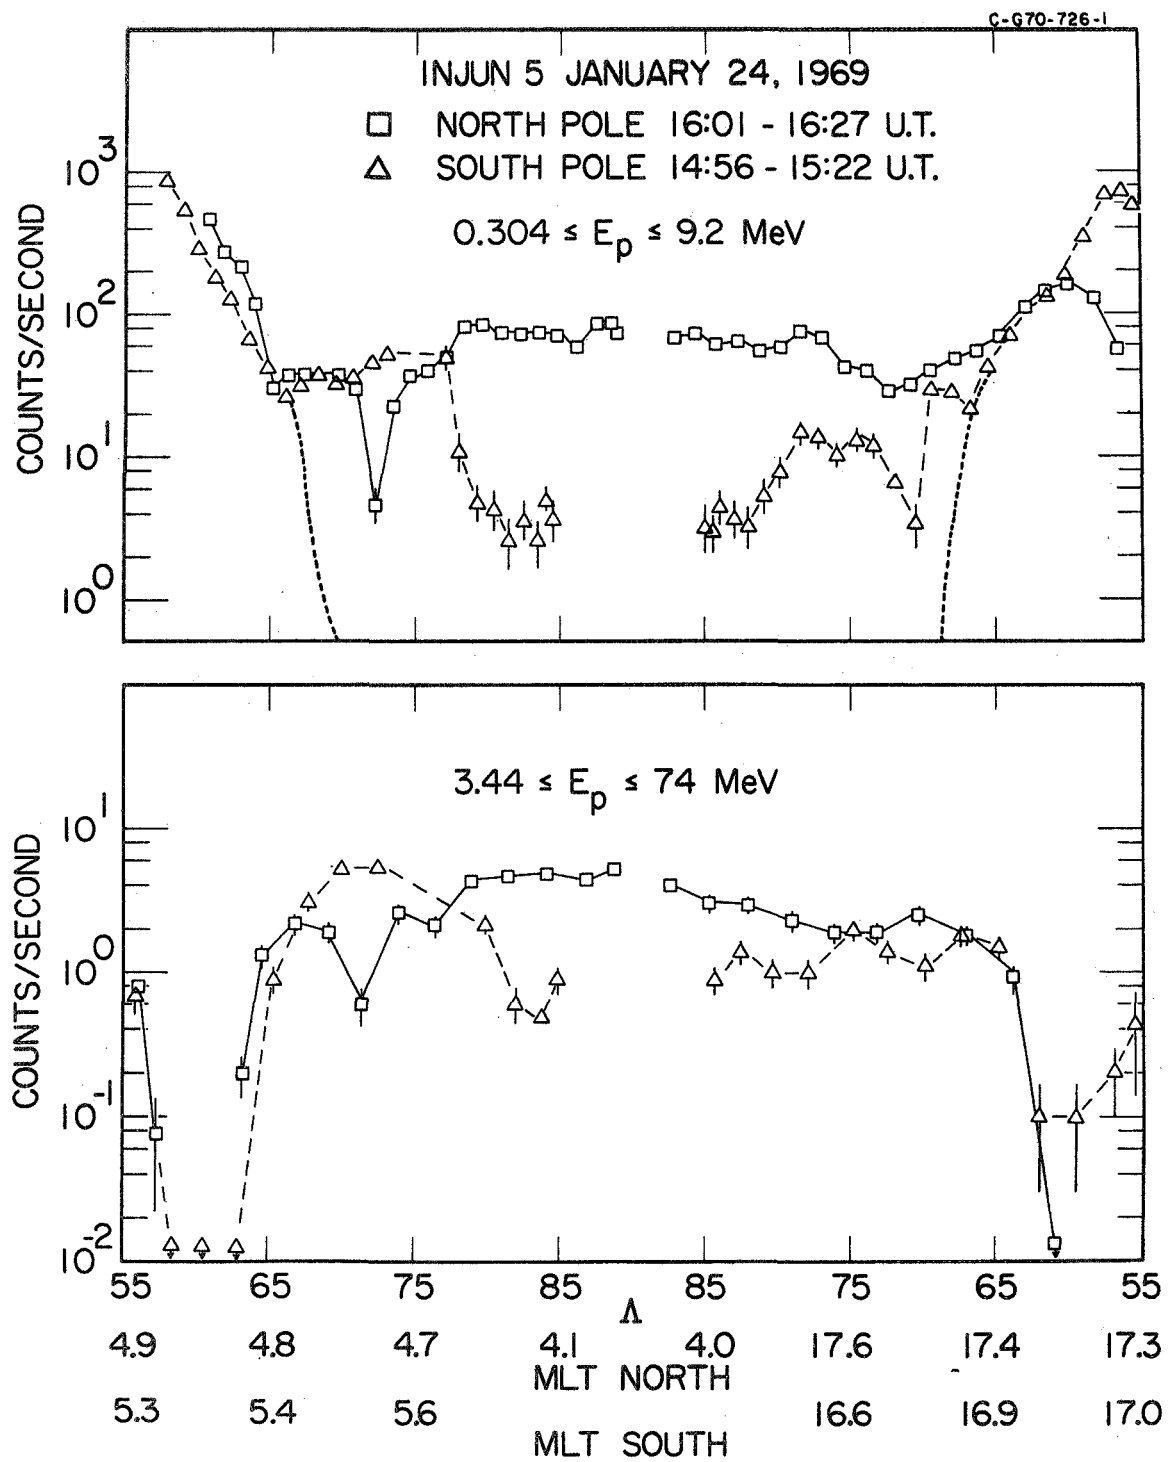 C-G70-726-1
INJUN 5 JANUARY 24, 1969
□ NORTH POLE 16:01 - 16:27 U.T.
△ SOUTH POLE 14:56 - 15:22 U.T.
0.304 ≤ Ep ≤ 9.2 MeV
COUNTS/SECOND
10³
10²
10¹
10⁰
3.44 ≤ Ep ≤ 74 MeV
COUNTS/SECOND
10¹
10⁰
10⁻¹
10⁻²
55 65 75 85 85 75 65 55
Λ
4.9 4.8 4.7 4.1 4.0 17.6 17.4 17.3
MLT NORTH
5.3 5.4 5.6 16.6 16.9 17.0
MLT SOUTH